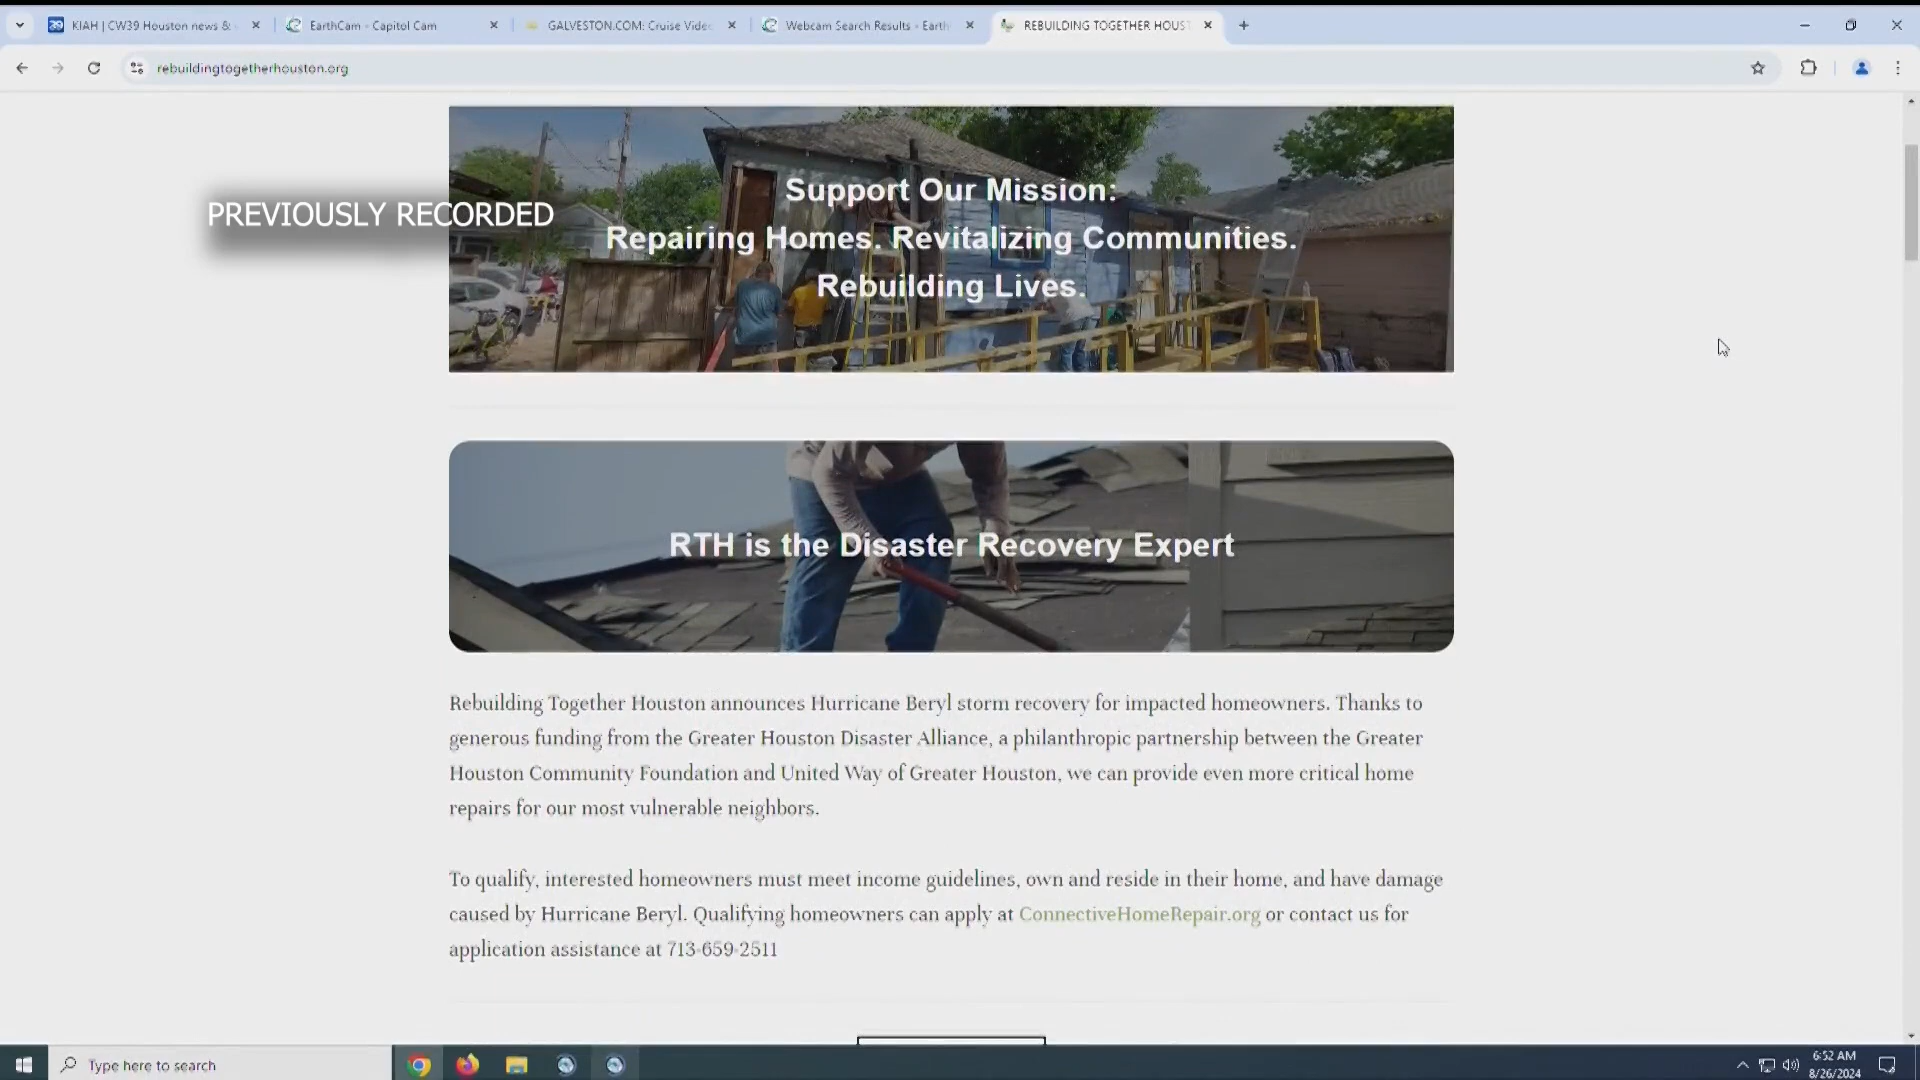 KIAH | CW39 Houston news &
EarthCam - Capitol Cam
GALVESTON.COM: Cruise Vide
Webcam Search Results - Earth
REBUILDING TOGETHER HOUST
rebuildingtogetherhouston.org
PREVIOUSLY RECORDED
Support Our Mission:
Repairing Homes. Revitalizing Communities.
Rebuilding Lives.
RTH is the Disaster Recovery Expert
Rebuilding Together Houston announces Hurricane Beryl storm recovery for impacted homeowners. Thanks to
generous funding from the Greater Houston Disaster Alliance, a philanthropic partnership between the Greater
Houston Community Foundation and United Way of Greater Houston, we can provide even more critical home
repairs for our most vulnerable neighbors.
To qualify, interested homeowners must meet income guidelines, own and reside in their home, and have damage
caused by Hurricane Beryl. Qualifying homeowners can apply at ConnectiveHomeRepair.org or contact us for
application assistance at 713-659-2511
Type here to search
6:52 AM
8/26/2024